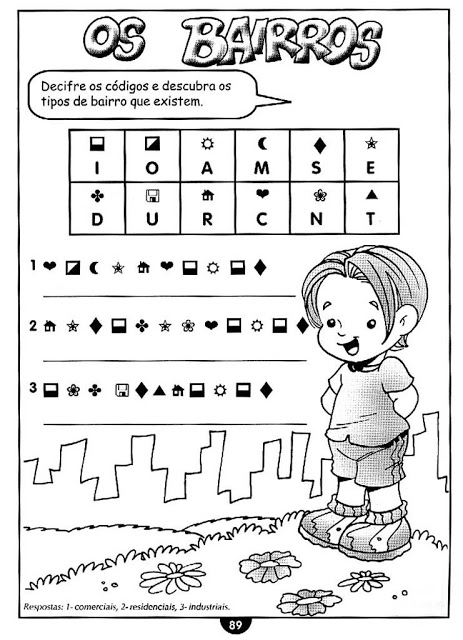 OS BAIRROS
Decifre os códigos e descubra os
tipos de bairro que existem.
I O A M S E
D U R C N T
1
2
3
Respostas: 1- comerciais, 2- residenciais, 3- industriais.
89